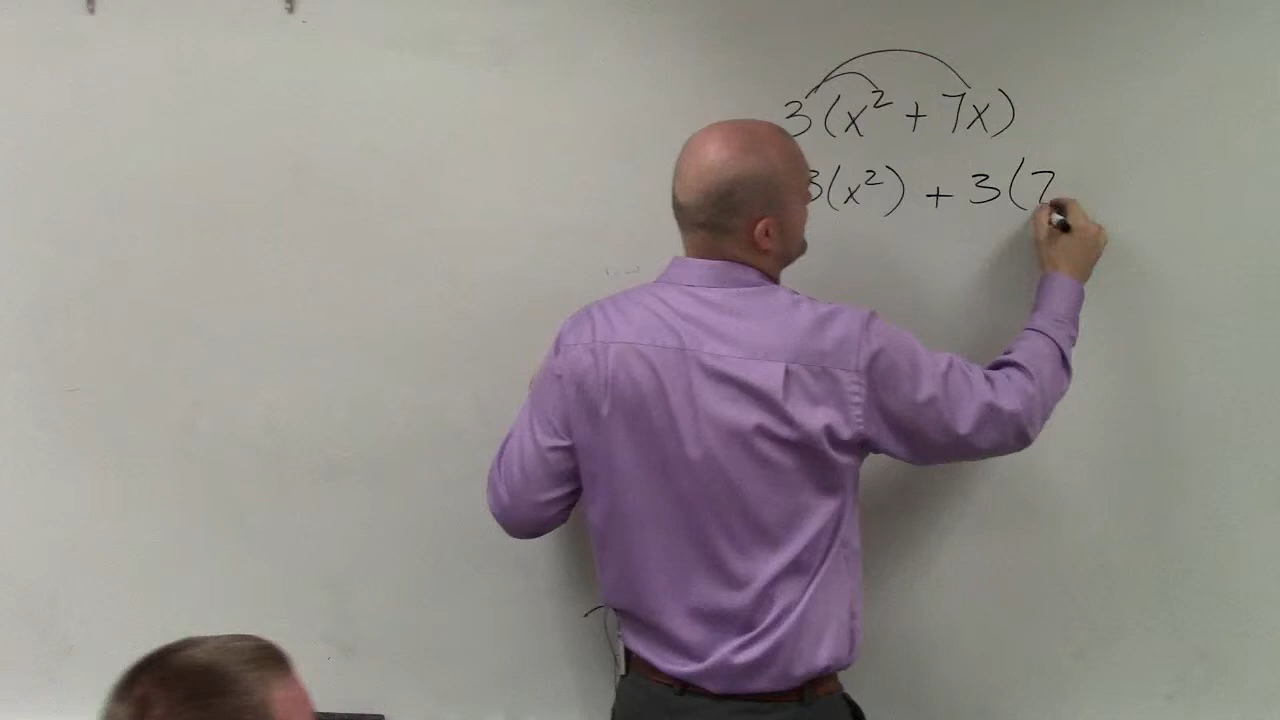 3(x² + 7x)
3(x²) + 3(7